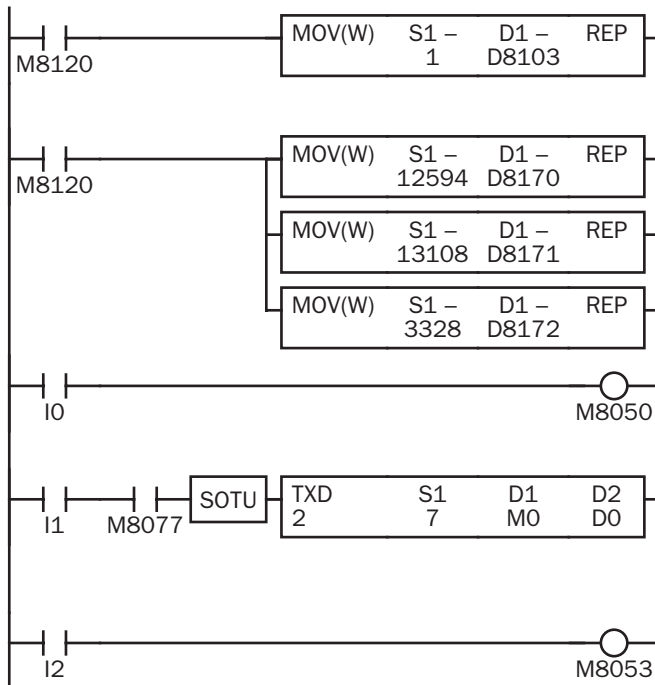 MOV(W) S1 – D1 – REP
1 D8103
M8120
MOV(W) S1 – D1 – REP
12594 D8170
M8120
MOV(W) S1 – D1 – REP
13108 D8171
MOV(W) S1 – D1 – REP
3328 D8172
I0
M8050
SOTU
TXD S1 D1 D2
2 7 M0 D0
I1 M8077
I2
M8053